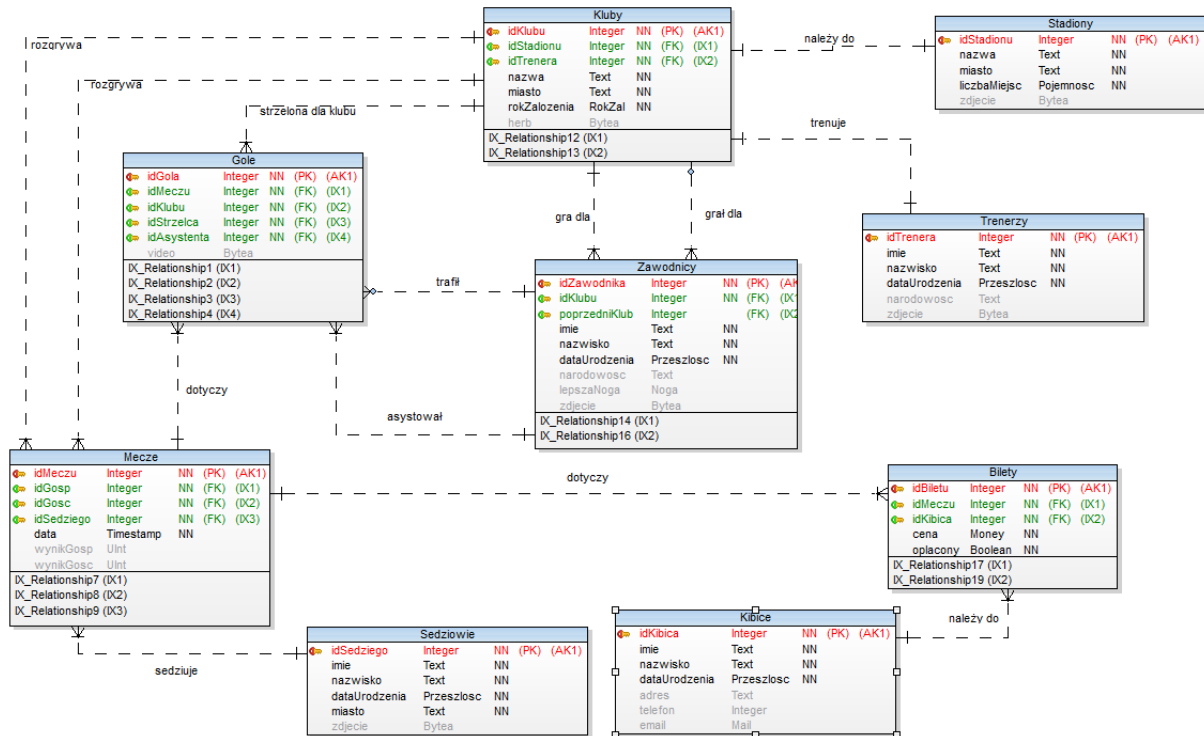 Kluby
idKlubu Integer NN (PK) (AK1)
idStadionu Integer NN (FK) (IX1)
idTrenera Integer NN (FK) (IX2)
nazwa Text NN
miasto Text NN
rokZalozenia RokZal NN
herb Bytea
IX_Relationship12 (IX1)
IX_Relationship13 (IX2)
Stadiony
idStadionu Integer NN (PK) (AK1)
nazwa Text NN
miasto Text NN
liczbaMiejsc Pojemnosc NN
zdjecie Bytea
należy do
rozgrywa
rozgrywa
strzelona dla klubu
trenuje
Gole
idGola Integer NN (PK) (AK1)
idMeczu Integer NN (FK) (IX1)
idKlubu Integer NN (FK) (IX2)
idStrzelca Integer NN (FK) (IX3)
idAsystenta Integer NN (FK) (IX4)
video Bytea
IX_Relationship1 (IX1)
IX_Relationship2 (IX2)
IX_Relationship3 (IX3)
IX_Relationship4 (IX4)
gra dla
grał dla
Trenerzy
idTrenera Integer NN (PK) (AK1)
imie Text NN
nazwisko Text NN
dataUrodzenia Przeszlosc NN
narodowosc Text
zdjecie Bytea
Zawodnicy
idZawodnika Integer NN (PK) (AK
idKlubu Integer NN (FK) (IX1
poprzedniKlub Integer (FK) (IX2
imie Text NN
nazwisko Text NN
dataUrodzenia Przeszlosc NN
narodowosc Text
lepszaNoga Noga
zdjecie Bytea
IX_Relationship14 (IX1)
IX_Relationship16 (IX2)
trafił
dotyczy
asystował
Mecze
idMeczu Integer NN (PK) (AK1)
idGosp Integer NN (FK) (IX1)
idGosc Integer NN (FK) (IX2)
idSedziego Integer NN (FK) (IX3)
data Timestamp NN
wynikGosp UInt
wynikGosc UInt
IX_Relationship7 (IX1)
IX_Relationship8 (IX2)
IX_Relationship9 (IX3)
dotyczy
Bilety
idBiletu Integer NN (PK) (AK1)
idMeczu Integer NN (FK) (IX1)
idKibica Integer NN (FK) (IX2)
cena Money NN
oplacony Boolean NN
IX_Relationship17 (IX1)
IX_Relationship19 (IX2)
należy do
sedziuje
Sedziowie
idSedziego Integer NN (PK) (AK1)
imie Text NN
nazwisko Text NN
dataUrodzenia Przeszlosc NN
miasto Text NN
zdjecie Bytea
Kibice
idKibica Integer NN (PK) (AK1)
imie Text NN
nazwisko Text NN
dataUrodzenia Przeszlosc NN
adres Text
telefon Integer
email Mail